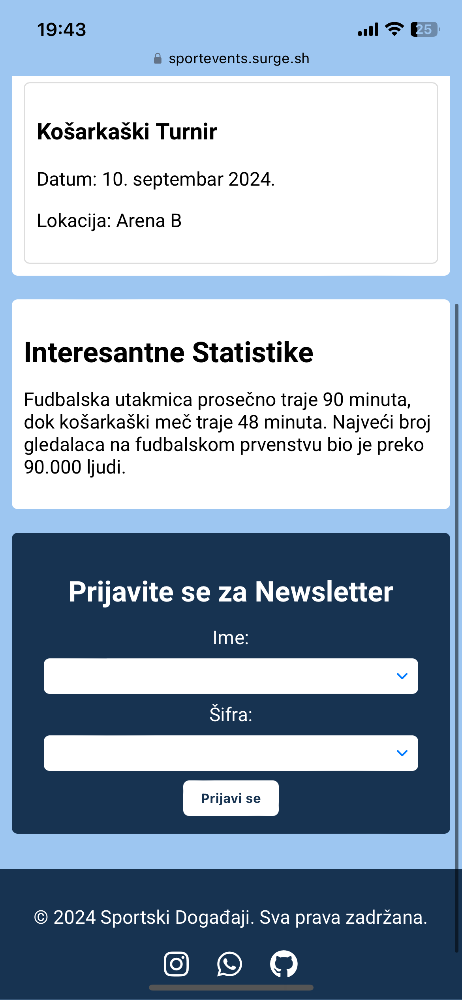 19:43
25
sportevents.surge.sh
Košarkaški Turnir
Datum: 10. septembar 2024.
Lokacija: Arena B
Interesantne Statistike
Fudbalska utakmica prosečno traje 90 minuta,
dok košarkaški meč traje 48 minuta. Najveći broj
gledalaca na fudbalskom prvenstvu bio je preko
90.000 ljudi.
Prijavite se za Newsletter
Ime:
Šifra:
Prijavi se
© 2024 Sportski Događaji. Sva prava zadržana.